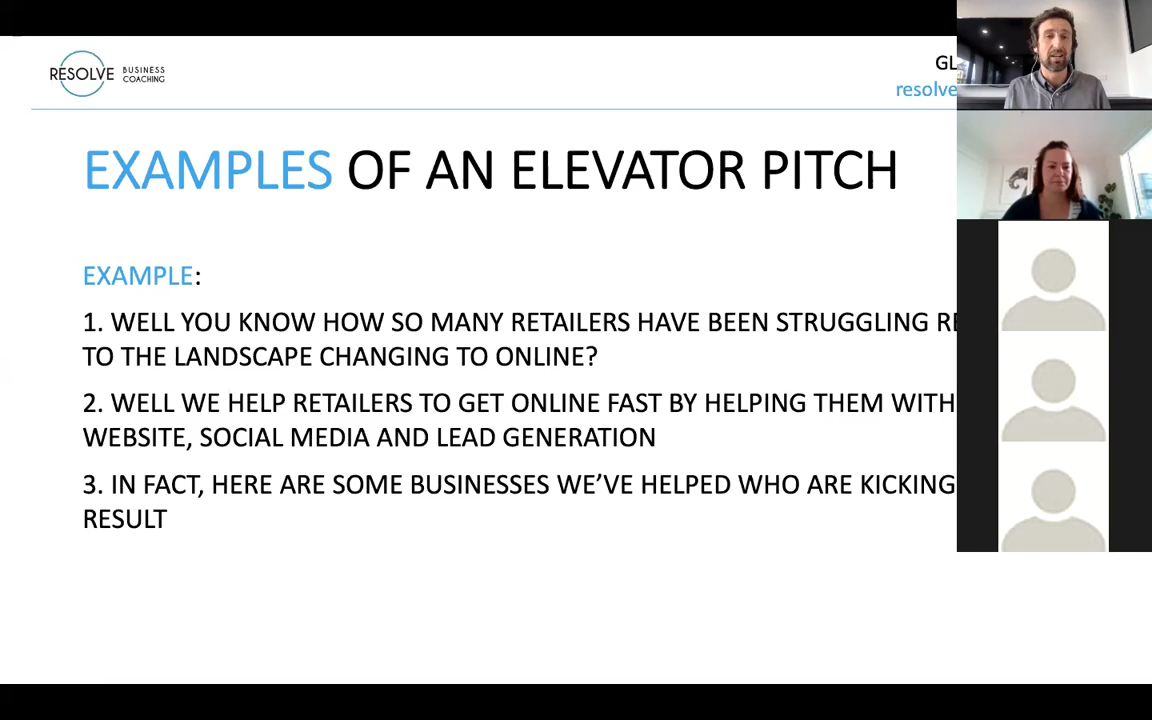 RESOLVE BUSINESS COACHING
GL
resolve
EXAMPLES OF AN ELEVATOR PITCH
EXAMPLE:
1. WELL YOU KNOW HOW SO MANY RETAILERS HAVE BEEN STRUGGLING
TO THE LANDSCAPE CHANGING TO ONLINE?
2. WELL WE HELP RETAILERS TO GET ONLINE FAST BY HELPING THEM WITH
WEBSITE, SOCIAL MEDIA AND LEAD GENERATION
3. IN FACT, HERE ARE SOME BUSINESSES WE’VE HELPED WHO ARE KICKING
RESULT